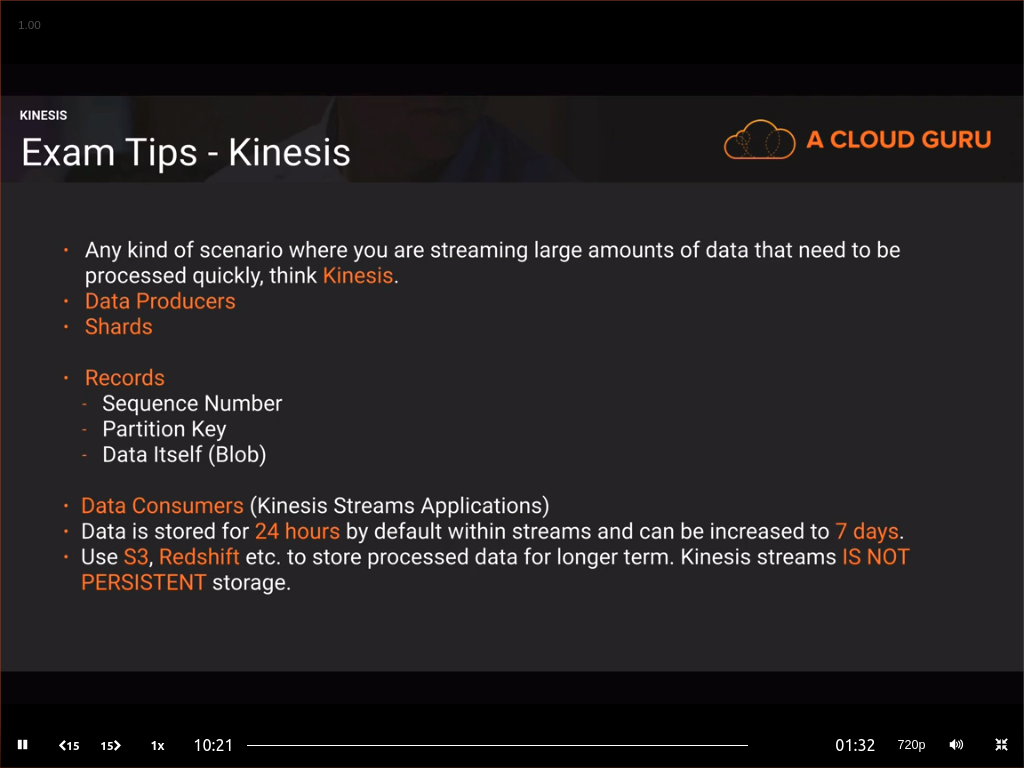 1.00
KINESIS
Exam Tips - Kinesis
A CLOUD GURU
· Any kind of scenario where you are streaming large amounts of data that need to be
processed quickly, think Kinesis.
· Data Producers
· Shards
· Records
- Sequence Number
- Partition Key
- Data Itself (Blob)
· Data Consumers (Kinesis Streams Applications)
· Data is stored for 24 hours by default within streams and can be increased to 7 days.
· Use S3, Redshift etc. to store processed data for longer term. Kinesis streams IS NOT
PERSISTENT storage.
15 15 1x 10:21 01:32 720p